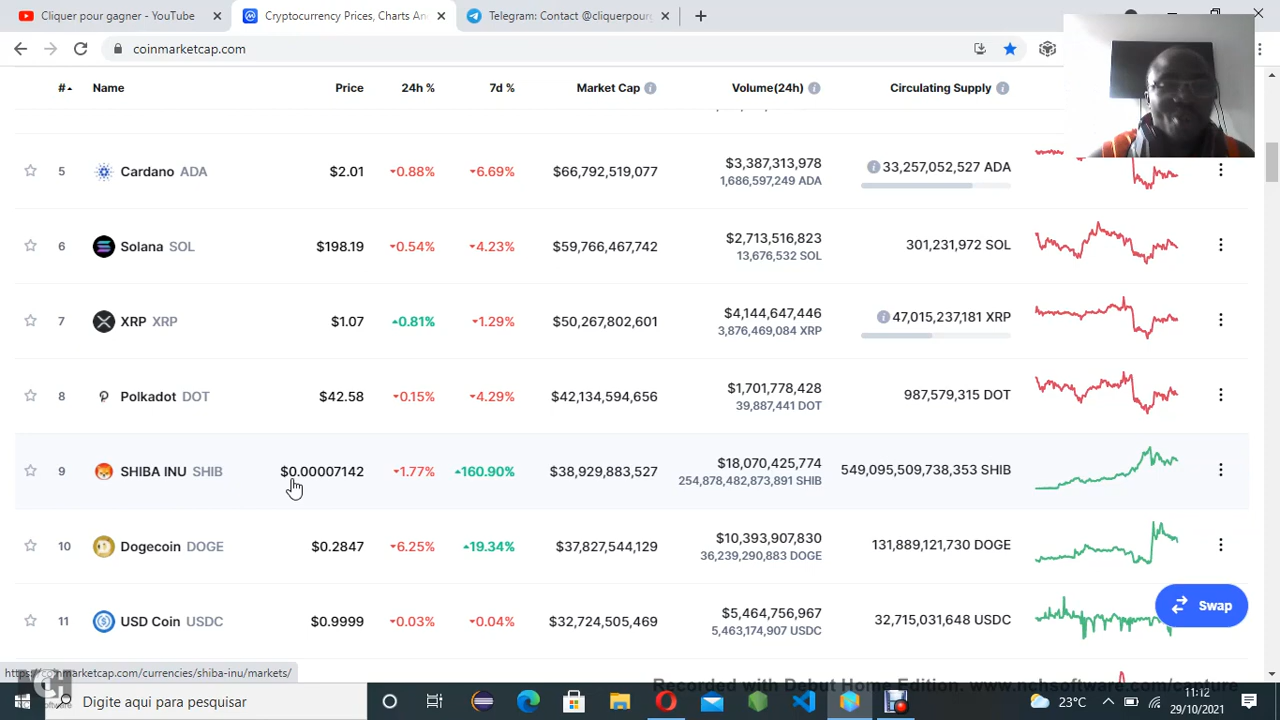 Cliquer pour gagner - YouTube
Cryptocurrency Prices, Charts An
Telegram: Contact @cliquerpour
coinmarketcap.com
# Name Price 24h % 7d % Market Cap Volume(24h) Circulating Supply
5 Cardano ADA $2.01 0.88% 6.69% $66,792,519,077 $3,387,313,978 33,257,052,527 ADA
1,686,597,249 ADA
6 Solana SOL $198.19 0.54% 4.23% $59,766,467,742 $2,713,516,823 301,231,972 SOL
13,676,532 SOL
7 XRP XRP $1.07 0.81% 1.29% $50,267,802,601 $4,144,647,446 47,015,237,181 XRP
3,876,469,084 XRP
8 Polkadot DOT $42.58 0.15% 4.29% $42,134,594,656 $1,701,778,428 987,579,315 DOT
39,887,441 DOT
9 SHIBA INU SHIB $0.00007142 1.77% 160.90% $38,929,883,527 $18,070,425,774 549,095,509,738,353 SHIB
254,878,482,873,891 SHIB
10 Dogecoin DOGE $0.2847 6.25% 19.34% $37,827,544,129 $10,393,907,830 131,889,121,730 DOGE
36,239,290,883 DOGE
11 USD Coin USDC $0.9999 0.03% 0.04% $32,724,505,469 $5,464,756,967 32,715,031,648 USDC
5,463,174,907 USDC
Swap
https://coinmarketcap.com/currencies/shiba-inu/markets/
Recorded with Debut Home Edition. www.nchsoftware.com/capture
Digite aqui para pesquisar
23°C
11:12
29/10/2021